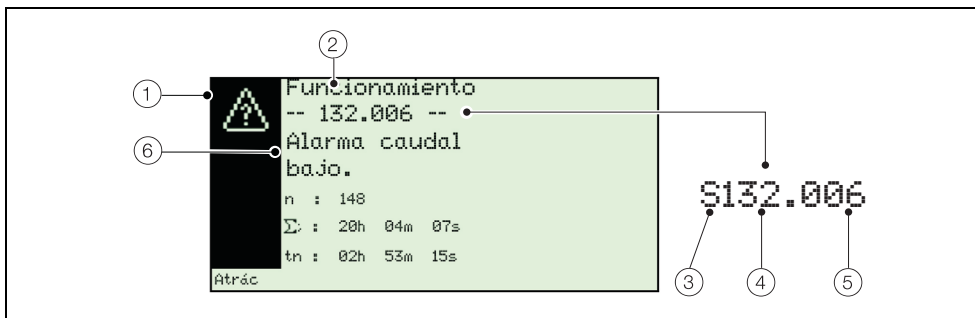 2
1
Funcionamiento
-- 132.006 --
6
Alarma caudal
bajo.
n : 148
S132.006
Σ : 20h 04m 07s
tn : 02h 53m 15s
Atrác
3
4
5